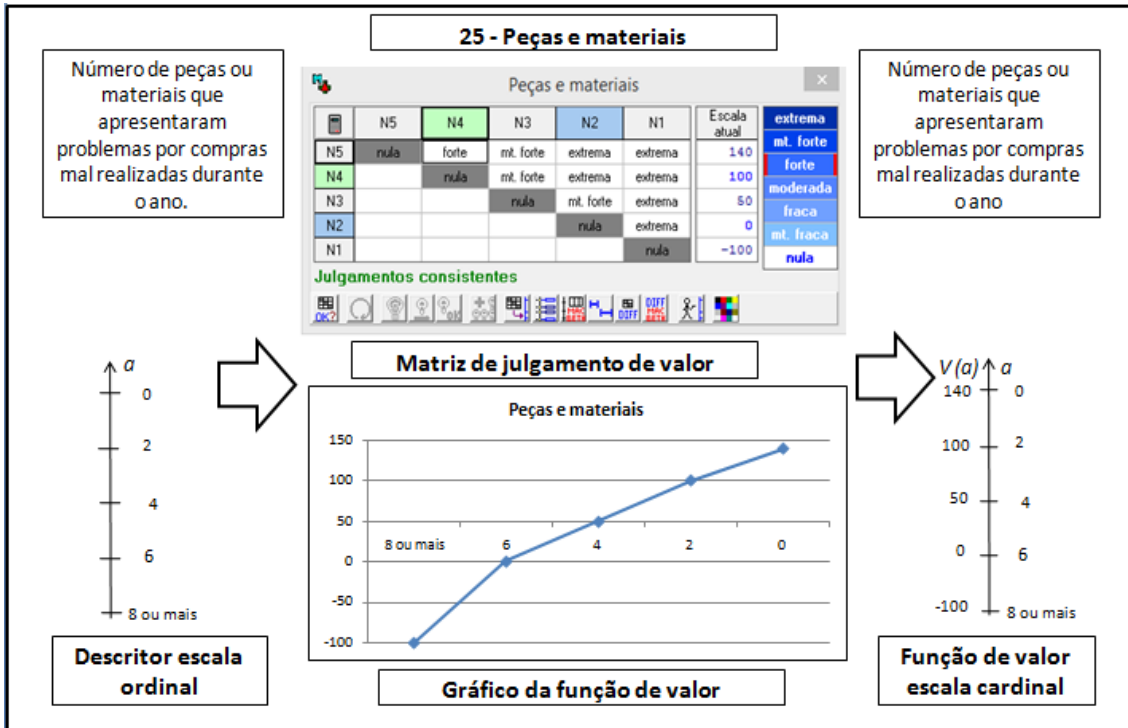 25 - Peças e materiais
Número de peças ou
materiais que
apresentaram
problemas por compras
mal realizadas durante
o ano.
Peças e materiais
N5 N4 N3 N2 N1 Escala
atual
N5 nula forte mt. forte extrema extrema 140
N4 nula mt. forte extrema extrema 100
N3 nula mt. forte extrema 50
N2 nula extrema 0
N1 nula -100
extrema
mt. forte
forte
moderada
fraca
mt. fraca
nula
Julgamentos consistentes
OK? OK DIFF DIFF
Número de peças ou
materiais que
apresentaram
problemas por compras
mal realizadas durante
o ano
Matriz de julgamento de valor
a
0
2
4
6
8 ou mais
Descritor escala
ordinal
Peças e materiais
150
100
50
0
-50
-100
8 ou mais 6 4 2 0
Gráfico da função de valor
V(a) a
140 0
100 2
50 4
0 6
-100 8 ou mais
Função de valor
escala cardinal